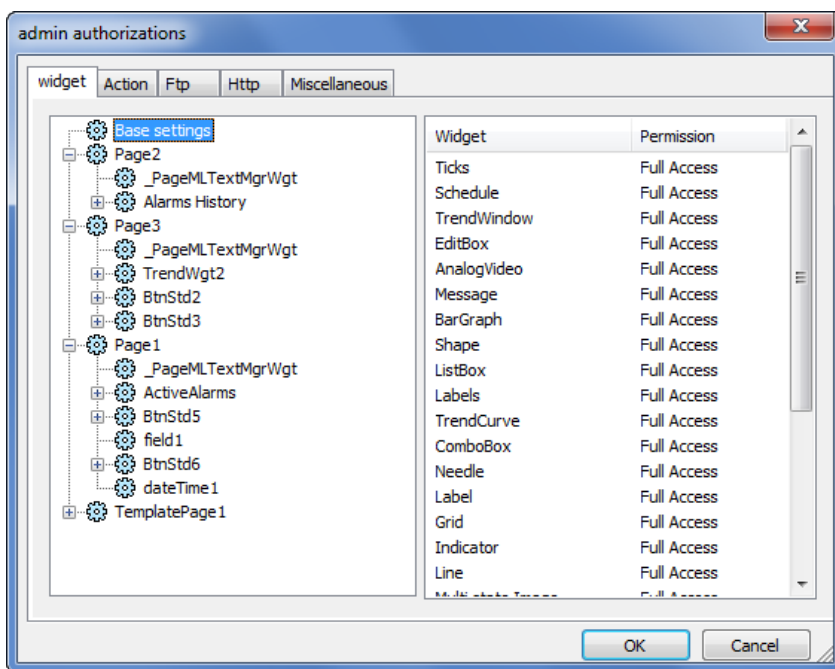 admin authorizations
widget Action Ftp Http Miscellaneous
Base settings
Page2
_PageMLTextMgrWgt
Alarms History
Page3
_PageMLTextMgrWgt
TrendWgt2
BtnStd2
BtnStd3
Page1
_PageMLTextMgrWgt
ActiveAlarms
BtnStd5
field1
BtnStd6
dateTime1
TemplatePage1
Widget Permission
Ticks Full Access
Schedule Full Access
TrendWindow Full Access
EditBox Full Access
AnalogVideo Full Access
Message Full Access
BarGraph Full Access
Shape Full Access
ListBox Full Access
Labels Full Access
TrendCurve Full Access
ComboBox Full Access
Needle Full Access
Label Full Access
Grid Full Access
Indicator Full Access
Line Full Access
OK Cancel